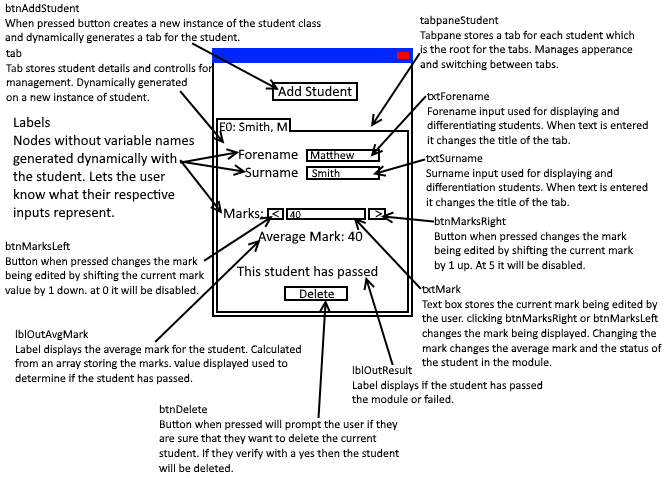 btnAddStudent
When pressed button creates a new instance of the student class
and dynamically generates a tab for the student.
tab
Tab stores student details and controlls for
management. Dynamically generated
on a new instance of student.
Labels
Nodes without variable names
generated dynamically with
the student. Lets the user
know what their respective
inputs represent.
btnMarksLeft
Button when pressed changes the mark
being edited by shifting the current mark
value by 1 down. at 0 it will be disabled.
lblOutAvgMark
Label displays the average mark for the student. Calculated
from an array storing the marks. value displayed used to
determine if the student has passed.
btnDelete
Button when pressed will prompt the user if they
are sure that they want to delete the current
student. If they verify with a yes then the student
will be deleted.
Add Student
E0: Smith, M
Forename Matthew
Surname Smith
Marks: < 40 >
Average Mark: 40
This student has passed
Delete
tabpaneStudent
Tabpane stores a tab for each student which
is the root for the tabs. Manages apperance
and switching between tabs.
txtForename
Forename input used for displaying and
differentiating students. When text is entered
it changes the title of the tab.
txtSurname
Surname input used for displaying and
differentiation students. When text is entered
it changes the title of the tab.
btnMarksRight
Button when pressed changes the mark
being edited by shifting the current mark
by 1 up. At 5 it will be disabled.
txtMark
Text box stores the current mark being edited by
the user. clicking btnMarksRight or btnMarksLeft
changes the mark being displayed. Changing the
mark changes the average mark and the status of
the student in the module.
lblOutResult
Label displays if the student has passed
the module or failed.